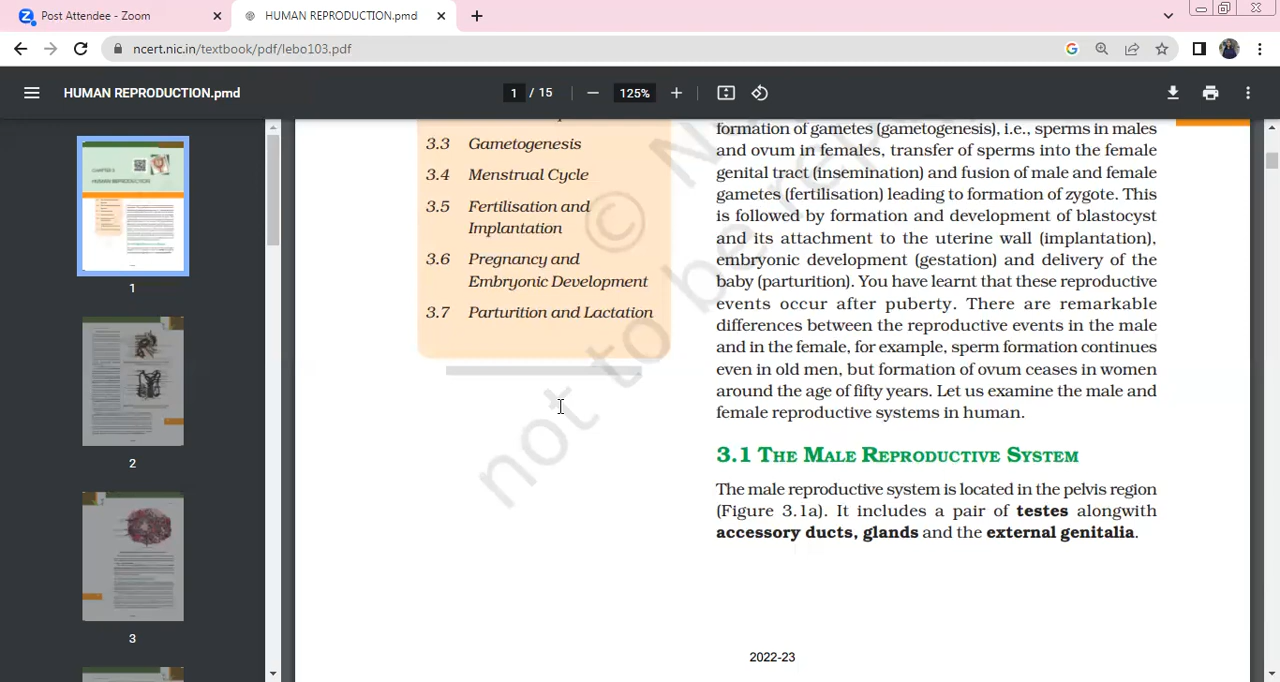 Post Attendee - Zoom
HUMAN REPRODUCTION.pmd
ncert.nic.in/textbook/pdf/lebo103.pdf
HUMAN REPRODUCTION.pmd
1 / 15
125%
1
2
3
3.3 Gametogenesis
3.4 Menstrual Cycle
3.5 Fertilisation and
Implantation
3.6 Pregnancy and
Embryonic Development
3.7 Parturition and Lactation
formation of gametes (gametogenesis), i.e., sperms in males
and ovum in females, transfer of sperms into the female
genital tract (insemination) and fusion of male and female
gametes (fertilisation) leading to formation of zygote. This
is followed by formation and development of blastocyst
and its attachment to the uterine wall (implantation),
embryonic development (gestation) and delivery of the
baby (parturition). You have learnt that these reproductive
events occur after puberty. There are remarkable
differences between the reproductive events in the male
and in the female, for example, sperm formation continues
even in old men, but formation of ovum ceases in women
around the age of fifty years. Let us examine the male and
female reproductive systems in human.
3.1 THE MALE REPRODUCTIVE SYSTEM
The male reproductive system is located in the pelvis region
(Figure 3.1a). It includes a pair of testes alongwith
accessory ducts, glands and the external genitalia.
2022-23
© N
not to be r